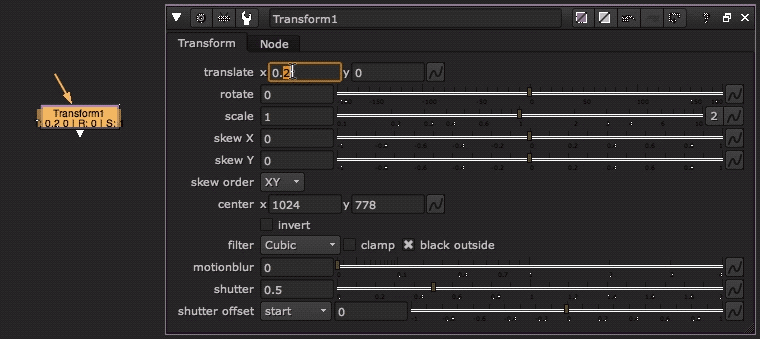 Transform1
Transform Node
translate x 0.2 y 0
rotate 0
scale 1 2
skew X 0
skew Y 0
skew order XY
center x 1024 y 778
invert
filter Cubic clamp black outside
motionblur 0
shutter 0.5
shutter offset start 0
Transform1
0.2 0 | R: 0 | S: